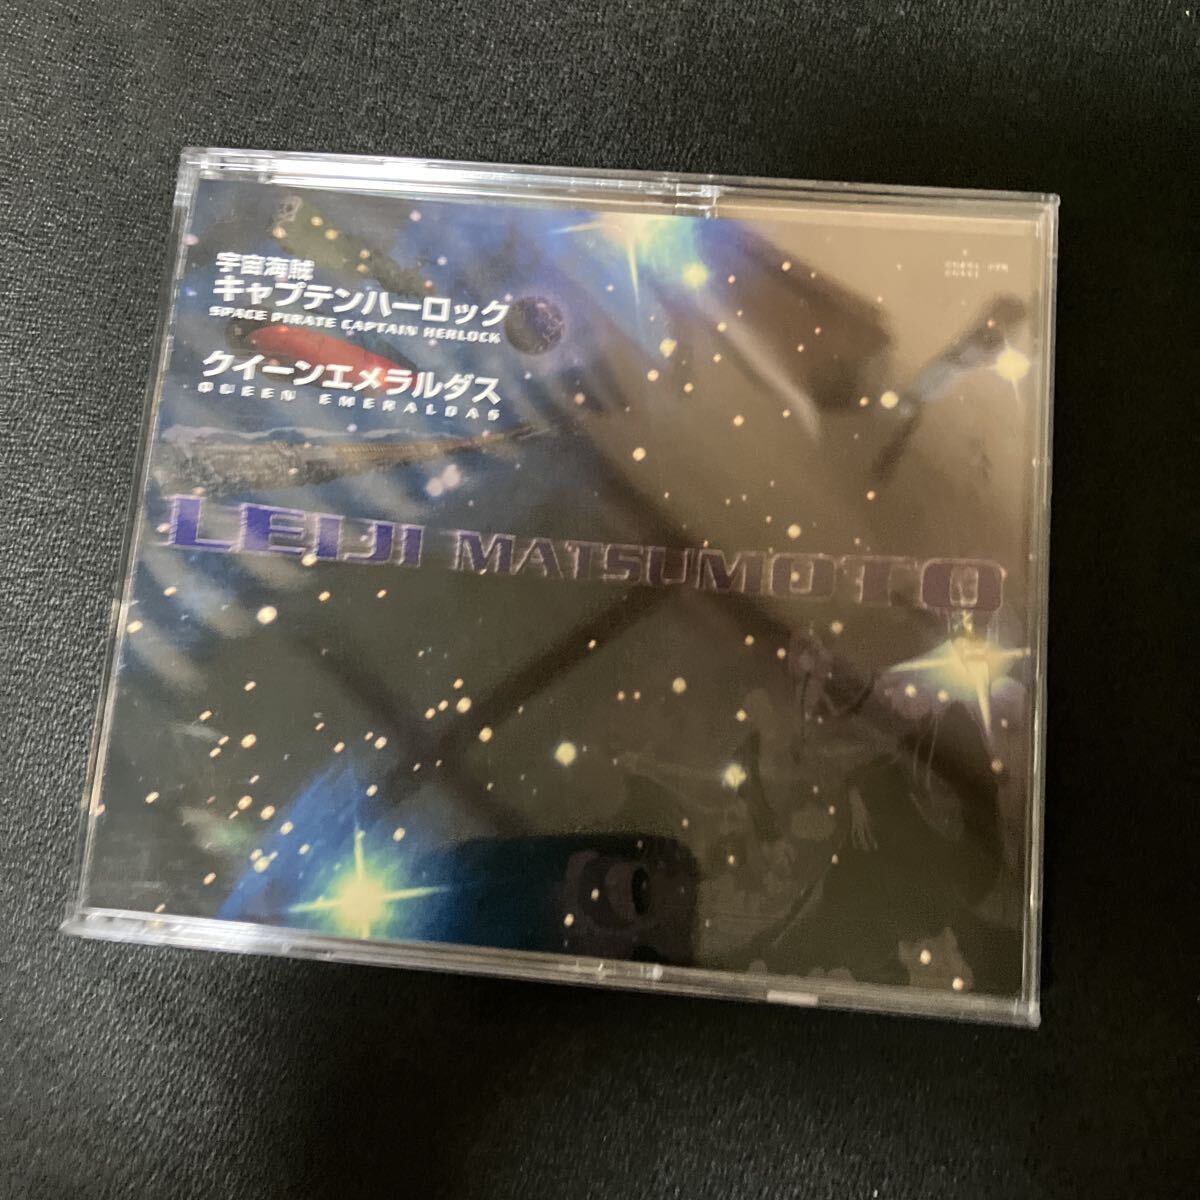 宇宙海賊
キャプテンハーロック
SPACE PIRATE CAPTAIN HERLOCK
クイーンエメラルダス
QUEEN EMERALDAS
LEIJI MATSUMOTO